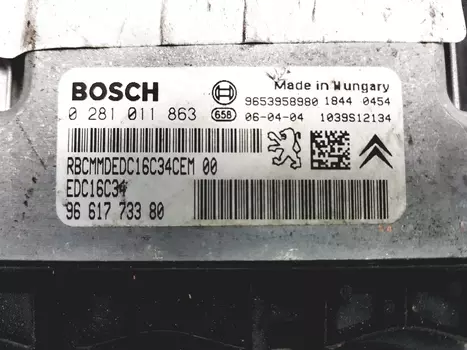 BOSCH
Made in Hungary
9653958980 1844 0454
0 281 011 863
658
06-04-04 1039S12134
RBCMMDEDC16C34CEM 00
EDC16C34
96 617 733 80